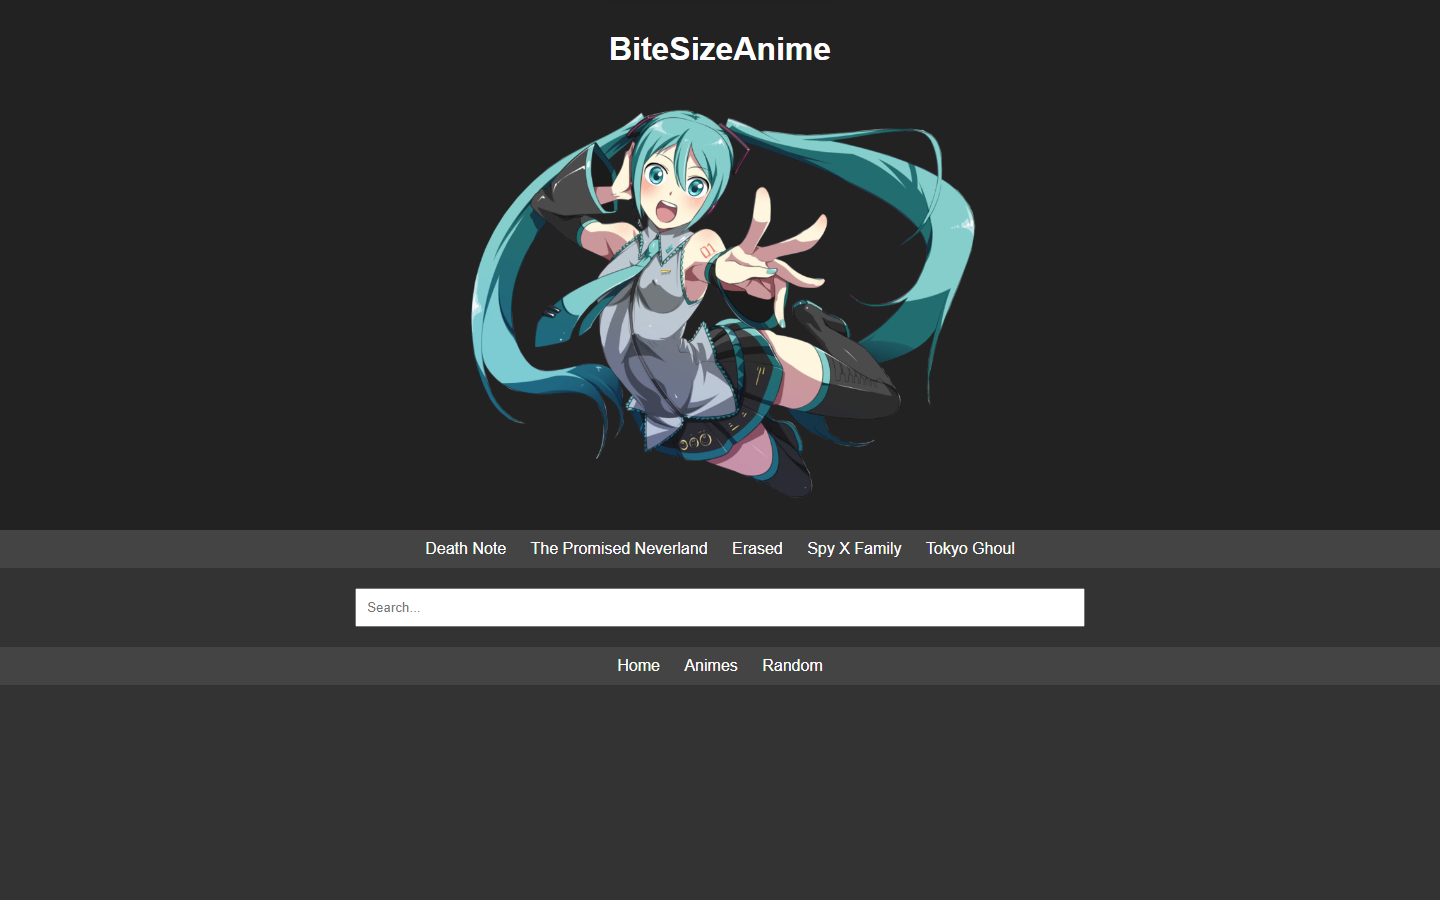 BiteSizeAnime
01
Death Note The Promised Neverland Erased Spy X Family Tokyo Ghoul
Search...
Home Animes Random